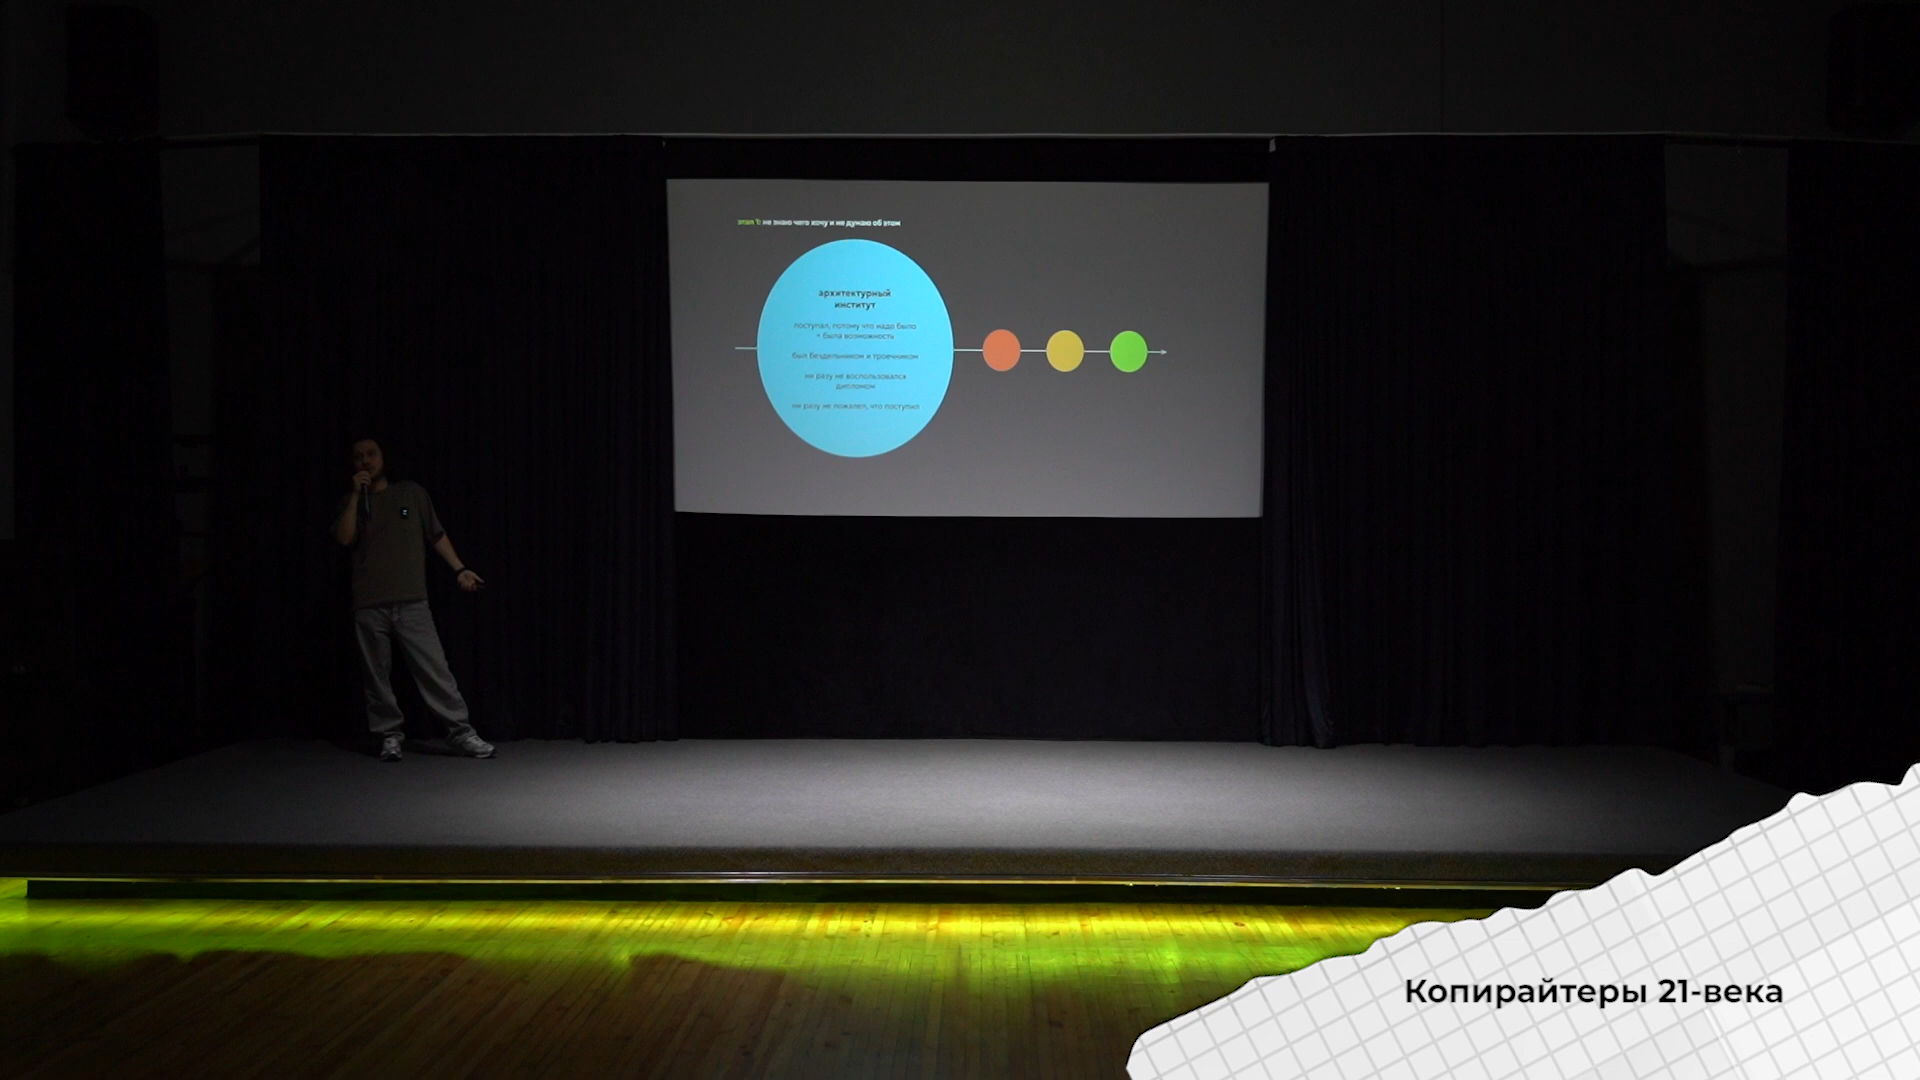 этап 1: не знаю чего хочу и не думаю об этом
архитектурный
институт
поступал, потому что надо было
+ была возможность
был бездельником и троечником
ни разу не воспользовался
дипломом
ни разу не пожалел, что поступил
Копирайтеры 21-века